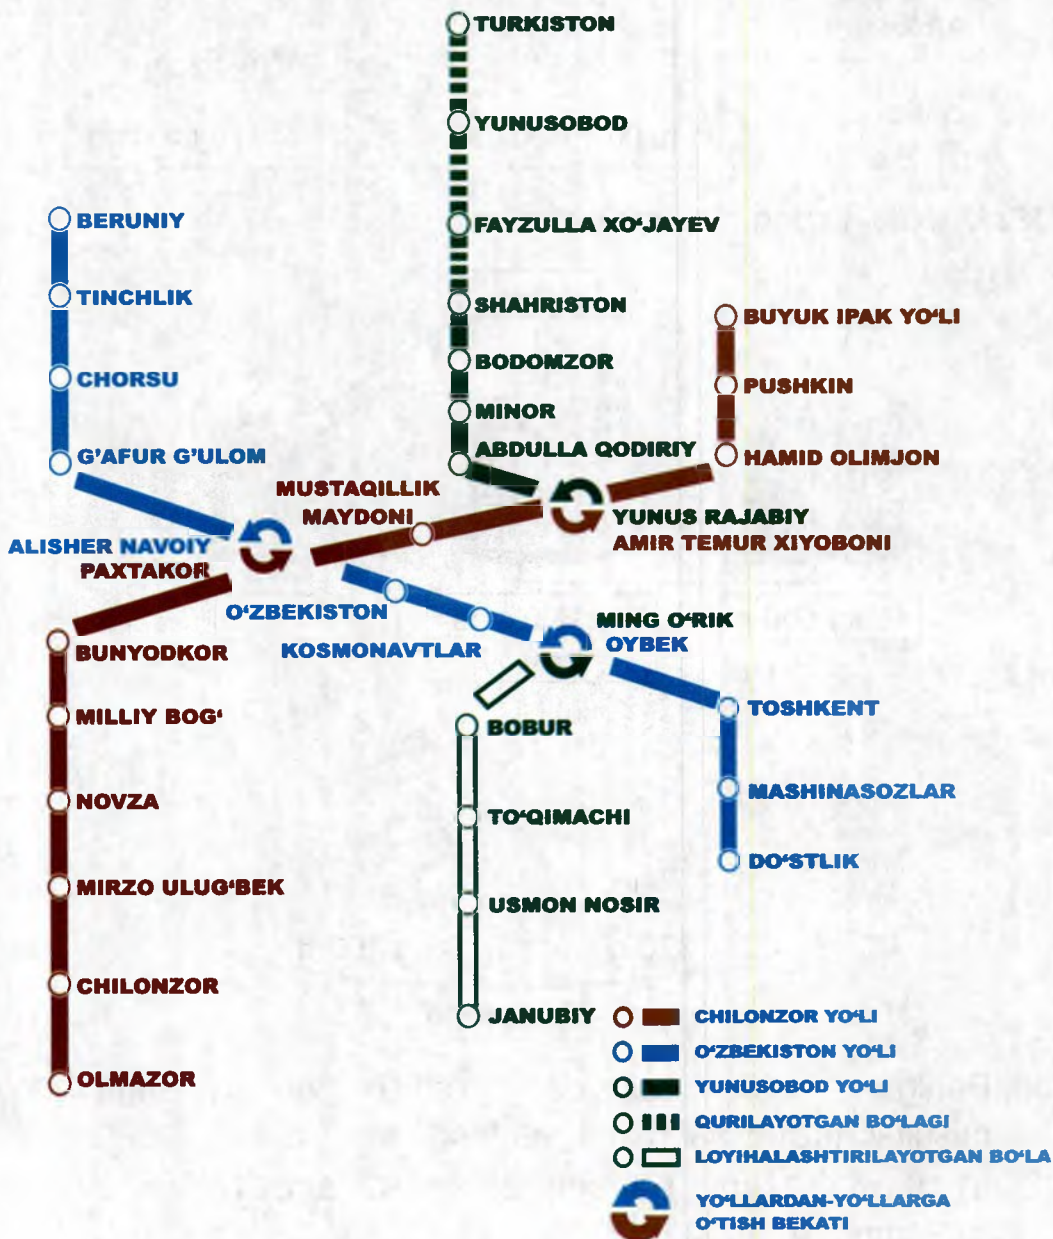 TURKISTON
YUNUSOBOD
FAYZULLA XO‘JAYEV
SHAHRISTON
BODOMZOR
MINOR
ABDULLA QODIRIY
BERUNIY
TINCHLIK
CHORSU
G’AFUR G’ULOM
BUYUK IPAK YO‘LI
PUSHKIN
HAMID OLIMJON
MUSTAQILLIK
MAYDONI
YUNUS RAJABIY
AMIR TEMUR XIYOBONI
ALISHER NAVOIY
PAXTAKOR
O‘ZBEKISTON
KOSMONAVTLAR
MING O‘RIK
OYBEK
BUNYODKOR
MILLIY BOG‘
NOVZA
MIRZO ULUG‘BEK
CHILONZOR
OLMAZOR
BOBUR
TO‘QIMACHI
USMON NOSIR
JANUBIY
TOSHKENT
MASHINASOZLAR
DO‘STLIK
CHILONZOR YO‘LI
O‘ZBEKISTON YO‘LI
YUNUSOBOD YO‘LI
QURILAYOTGAN BO‘LAGI
LOYIHALASHTIRILAYOTGAN BO‘LA
YO‘LLARDAN-YO‘LLARGA
O‘TISH BEKATI